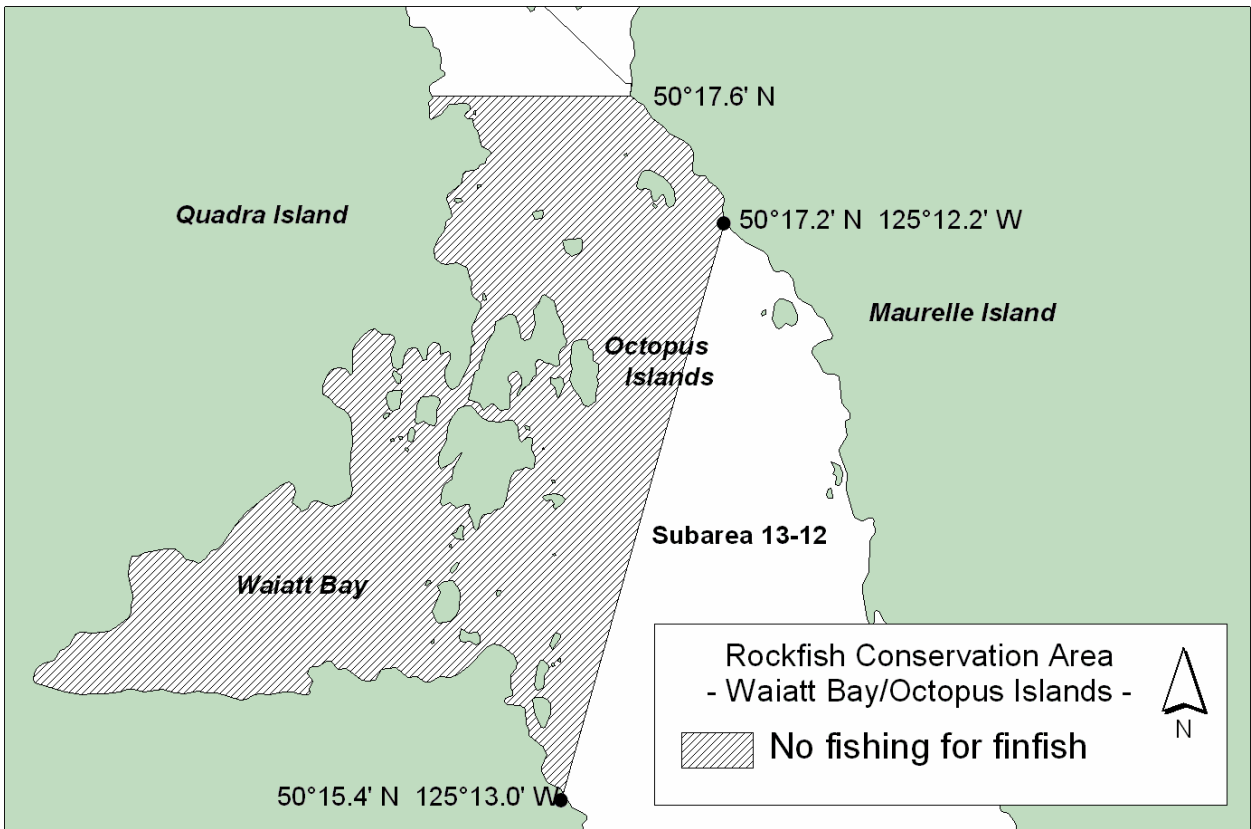 50°17.6' N
Quadra Island
50°17.2' N 125°12.2' W
Maurelle Island
Octopus
Islands
Subarea 13-12
Waiatt Bay
Rockfish Conservation Area
- Waiatt Bay/Octopus Islands -
N
No fishing for finfish
50°15.4' N 125°13.0' W